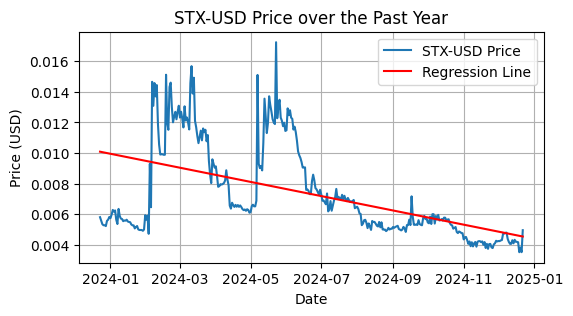 STX-USD Price over the Past Year
STX-USD Price
Regression Line
Price (USD)
0.016
0.014
0.012
0.010
0.008
0.006
0.004
2024-01
2024-03
2024-05
2024-07
2024-09
2024-11
2025-01
Date